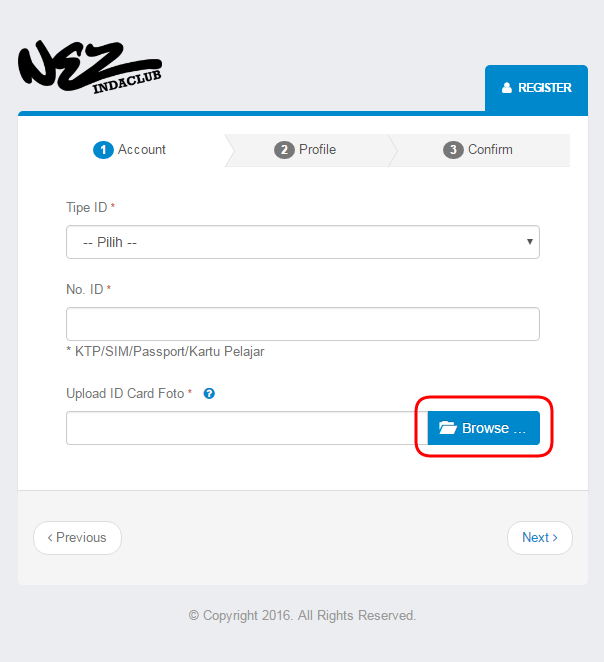 NEZ
INDACLUB
REGISTER
1 Account
2 Profile
3 Confirm
Tipe ID *
-- Pilih --
No. ID *
* KTP/SIM/Passport/Kartu Pelajar
Upload ID Card Foto * ?
Browse ...
‹ Previous
Next ›
© Copyright 2016. All Rights Reserved.